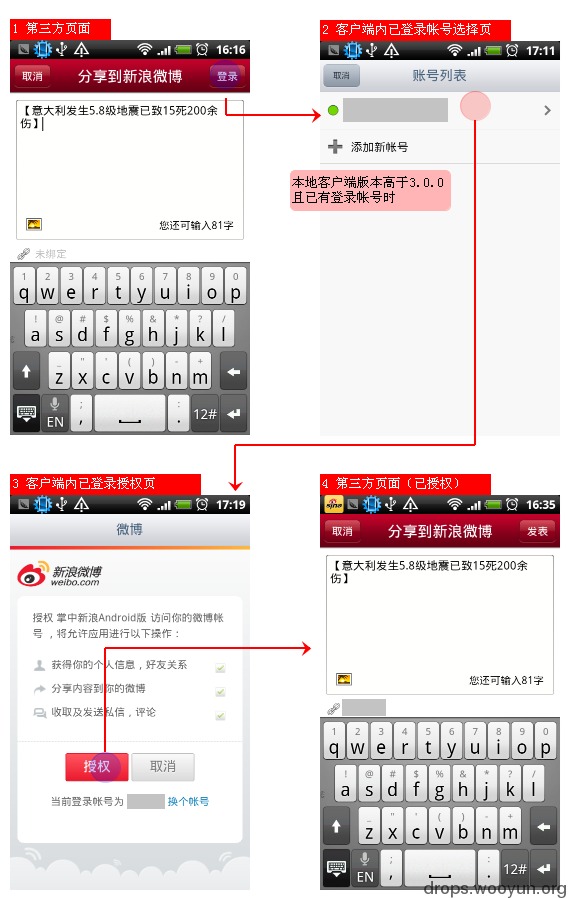 1 第三方页面
16:16
取消
分享到新浪微博
登录
【意大利发生5.8级地震已致15死200余
伤】
您还可输入81字
未绑定
1 2 3 4 5 6 7 8 9 0
q w e r t y u i o p
! @ # $ % & * ? /
a s d f g h j k l
_ " ' ( ) - +
z x c v b n m
EN
; ,
: .
12#
2 客户端内已登录帐号选择页
17:11
取消
账号列表
添加新帐号
本地客户端版本高于3.0.0
且已有登录帐号时
3 客户端内已登录授权页
17:19
微博
新浪微博
weibo.com
授权 掌中新浪Android版 访问你的微博帐
号 ，将允许应用进行以下操作：
获得你的个人信息，好友关系
分享内容到你的微博
收取及发送私信，评论
授权
取消
当前登录帐号为
换个帐号
4 第三方页面（已授权）
sina
16:35
取消
分享到新浪微博
发表
【意大利发生5.8级地震已致15死200余
伤】
您还可输入81字
1 2 3 4 5 6 7 8 9 0
q w e r t y u i o p
! @ # $ % & * ? /
a s d f g h j k l
_ " ' ( ) - +
z x c v b n m
EN
; ,
: .
12#
drops.wooyun.org